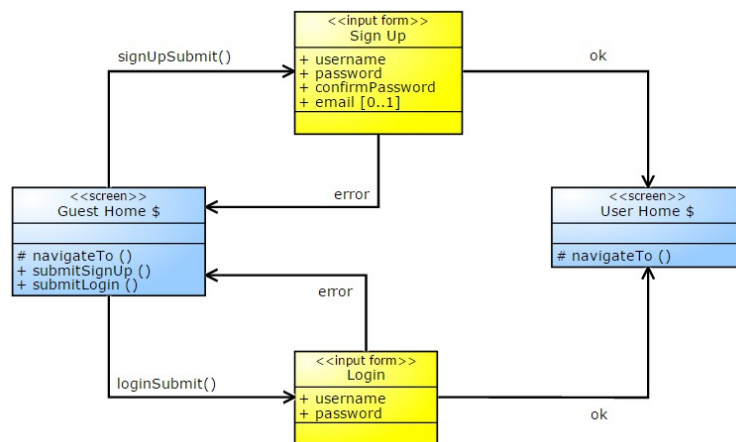 <<input form>>
Sign Up
+ username
+ password
+ confirmPassword
+ email [0..1]
signUpSubmit()
ok
error
<<screen>>
Guest Home $
# navigateTo ()
+ submitSignUp ()
+ submitLogin ()
<<screen>>
User Home $
# navigateTo ()
error
loginSubmit()
<<input form>>
Login
+ username
+ password
ok